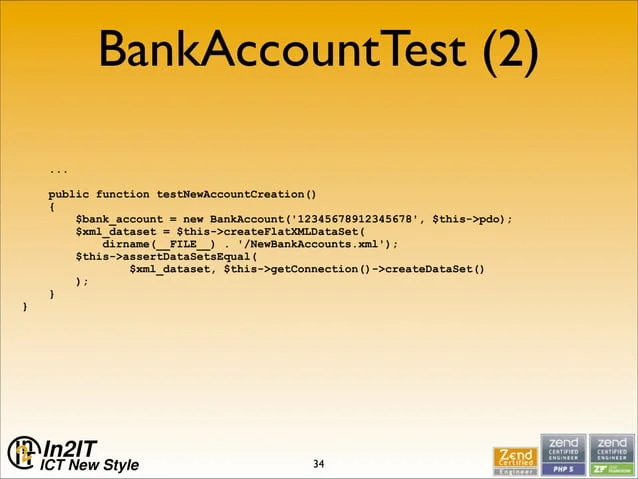 BankAccountTest (2)
...
public function testNewAccountCreation()
{
$bank_account = new BankAccount('12345678912345678', $this->pdo);
$xml_dataset = $this->createFlatXMLDataSet(
dirname(__FILE__) . '/NewBankAccounts.xml');
$this->assertDataSetsEqual(
$xml_dataset, $this->getConnection()->createDataSet()
);
}
}
In2IT
ICT New Style
34
Zend
CERTIFIED
Engineer
zend
CERTIFIED
ENGINEER
PHP 5
zend
CERTIFIED
ENGINEER
ZF
FRAMEWORK